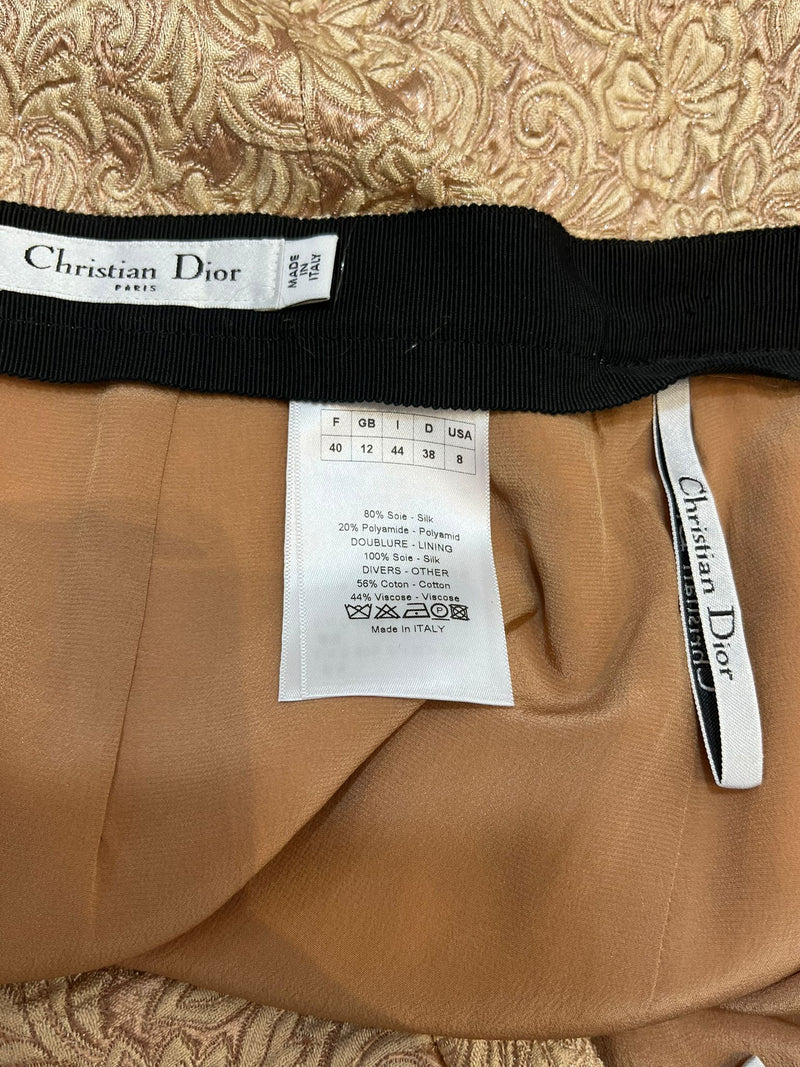 Christian Dior
PARIS
MADE
IN
ITALY
F GB I D USA
40 12 44 38 8
80% Soie - Silk
20% Polyamide - Polyamid
DOUBLURE - LINING
100% Soie - Silk
DIVERS - OTHER
56% Coton - Cotton
44% Viscose - Viscose
P
Made In ITALY
Christian Dior